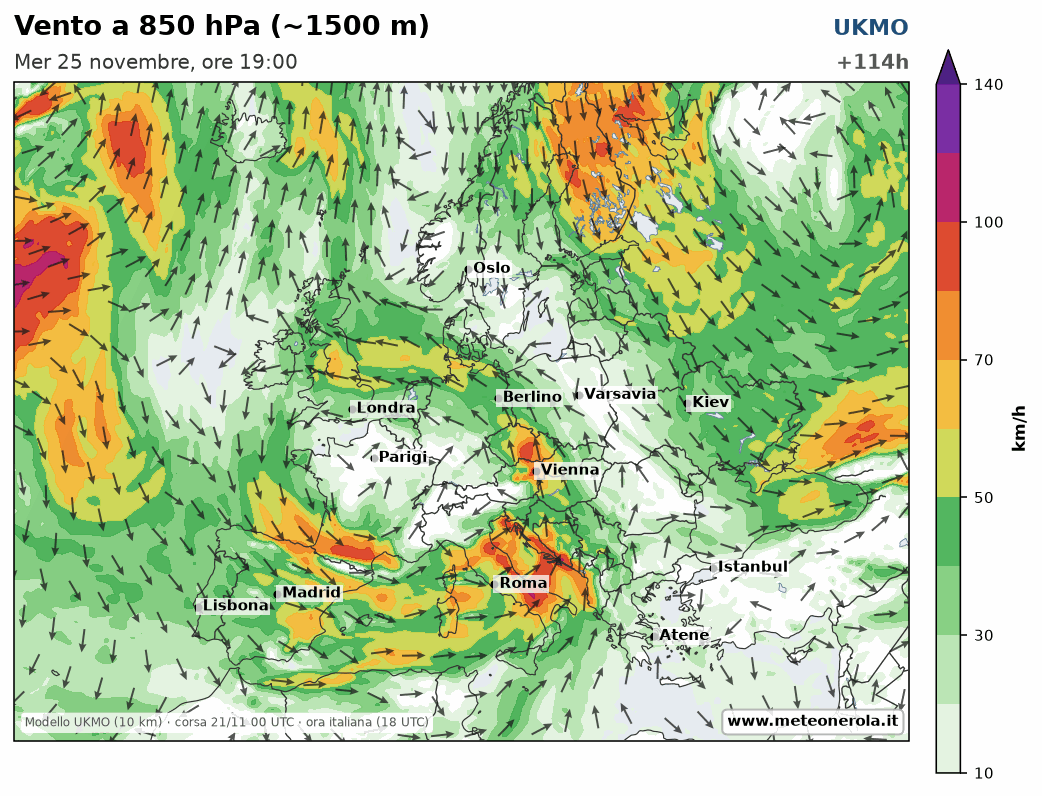 Vento a 850 hPa (~1500 m)
UKMO
Mer 25 novembre, ore 19:00
+114h
140
100
70
50
30
10
km/h
Oslo
Berlino
Varsavia
Kiev
Londra
Parigi
Vienna
Istanbul
Roma
Madrid
Lisbona
Atene
Modello UKMO (10 km) · corsa 21/11 00 UTC · ora italiana (18 UTC)
www.meteonerola.it